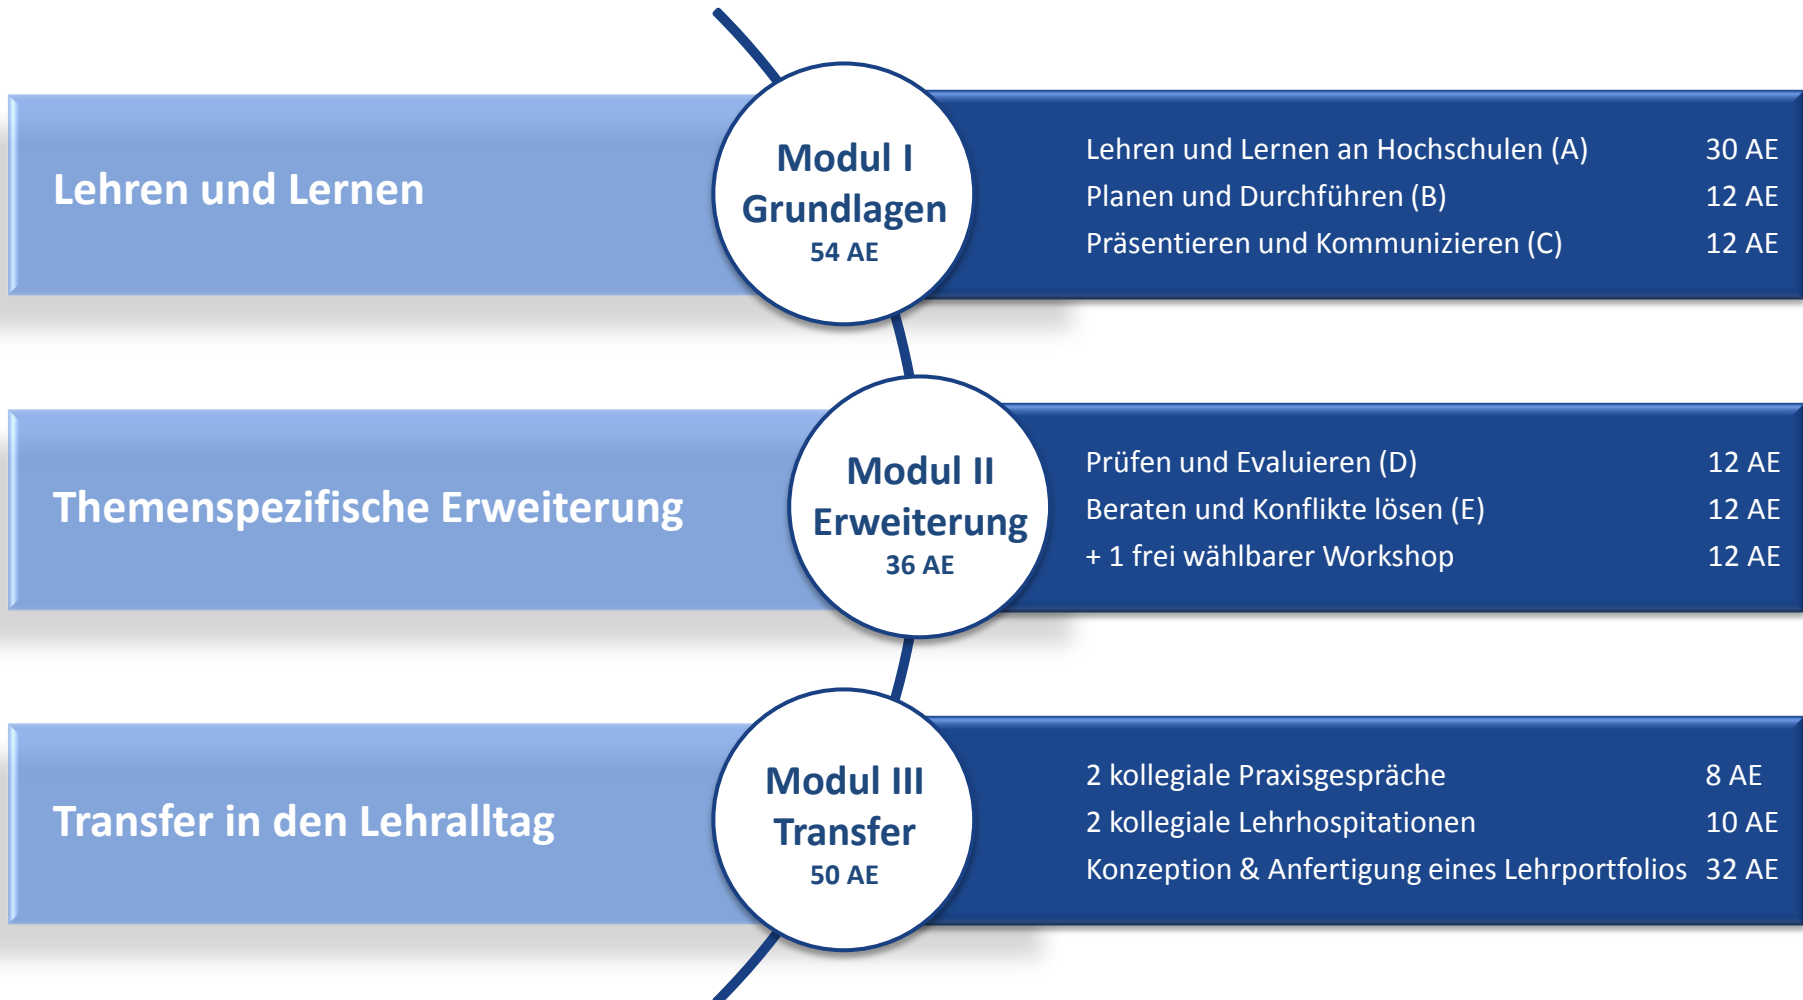 Lehren und Lernen
Modul I
Grundlagen
54 AE
Lehren und Lernen an Hochschulen (A) 30 AE
Planen und Durchführen (B) 12 AE
Präsentieren und Kommunizieren (C) 12 AE
Themenspezifische Erweiterung
Modul II
Erweiterung
36 AE
Prüfen und Evaluieren (D) 12 AE
Beraten und Konflikte lösen (E) 12 AE
+ 1 frei wählbarer Workshop 12 AE
Transfer in den Lehralltag
Modul III
Transfer
50 AE
2 kollegiale Praxisgespräche 8 AE
2 kollegiale Lehrhospitationen 10 AE
Konzeption & Anfertigung eines Lehrportfolios 32 AE